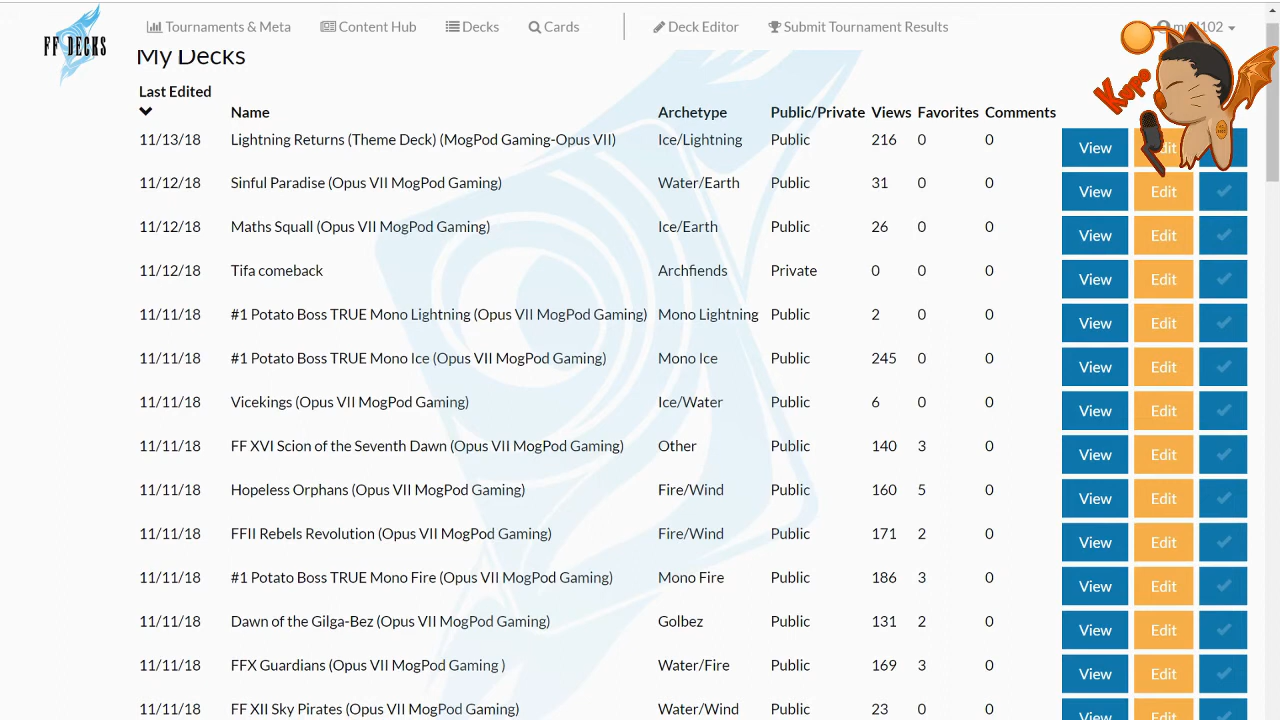 FF DECKS
Tournaments & Meta Content Hub Decks Cards Deck Editor Submit Tournament Results
My Decks
Kupo
Last Edited
Name Archetype Public/Private Views Favorites Comments
11/13/18 Lightning Returns (Theme Deck) (MogPod Gaming-Opus VII) Ice/Lightning Public 216 0 0 View
11/12/18 Sinful Paradise (Opus VII MogPod Gaming) Water/Earth Public 31 0 0 View Edit
11/12/18 Maths Squall (Opus VII MogPod Gaming) Ice/Earth Public 26 0 0 View Edit
11/12/18 Tifa comeback Archfiends Private 0 0 0 View Edit
11/11/18 #1 Potato Boss TRUE Mono Lightning (Opus VII MogPod Gaming) Mono Lightning Public 2 0 0 View Edit
11/11/18 #1 Potato Boss TRUE Mono Ice (Opus VII MogPod Gaming) Mono Ice Public 245 0 0 View Edit
11/11/18 Vicekings (Opus VII MogPod Gaming) Ice/Water Public 6 0 0 View Edit
11/11/18 FF XVI Scion of the Seventh Dawn (Opus VII MogPod Gaming) Other Public 140 3 0 View Edit
11/11/18 Hopeless Orphans (Opus VII MogPod Gaming) Fire/Wind Public 160 5 0 View Edit
11/11/18 FFII Rebels Revolution (Opus VII MogPod Gaming) Fire/Wind Public 171 2 0 View Edit
11/11/18 #1 Potato Boss TRUE Mono Fire (Opus VII MogPod Gaming) Mono Fire Public 186 3 0 View Edit
11/11/18 Dawn of the Gilga-Bez (Opus VII MogPod Gaming) Golbez Public 131 2 0 View Edit
11/11/18 FFX Guardians (Opus VII MogPod Gaming ) Water/Fire Public 169 3 0 View Edit
11/11/18 FF XII Sky Pirates (Opus VII MogPod Gaming) Water/Wind Public 23 0 0 View Edit